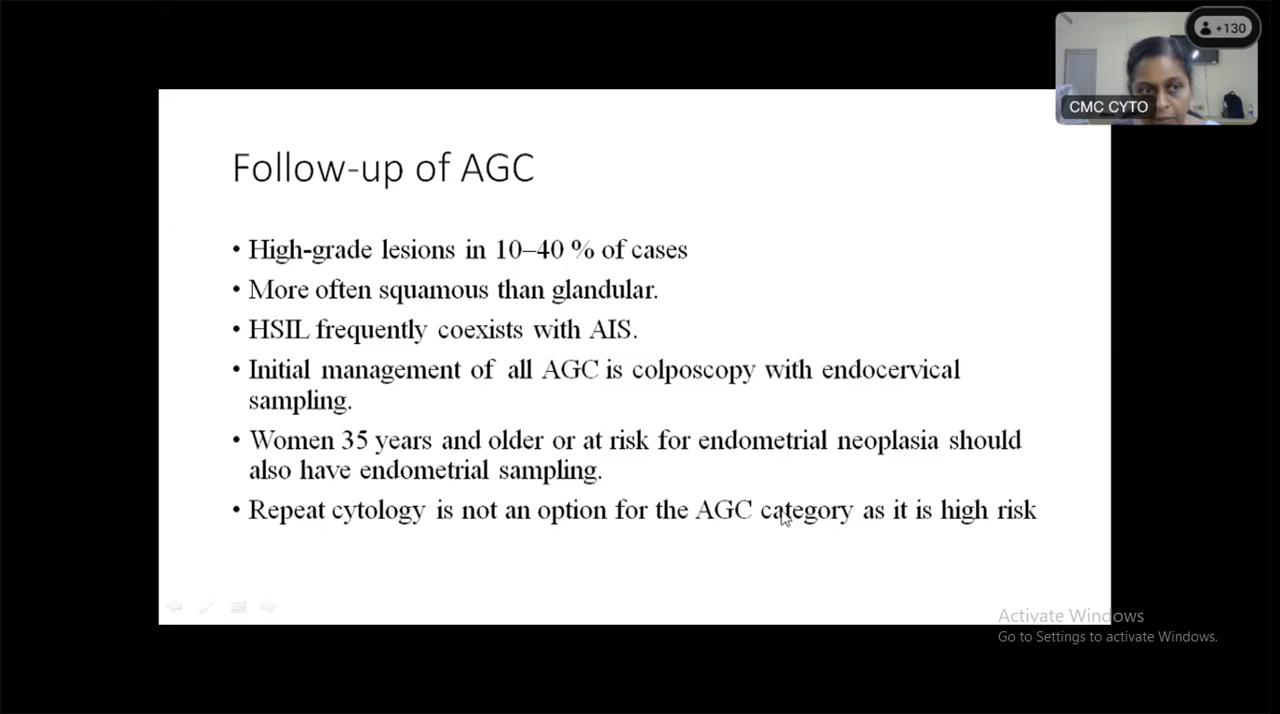 +130
CMC CYTO
Follow-up of AGC
• High-grade lesions in 10–40 % of cases
• More often squamous than glandular.
• HSIL frequently coexists with AIS.
• Initial management of all AGC is colposcopy with endocervical
sampling.
• Women 35 years and older or at risk for endometrial neoplasia should
also have endometrial sampling.
• Repeat cytology is not an option for the AGC category as it is high risk
Activate Windows
Go to Settings to activate Windows.